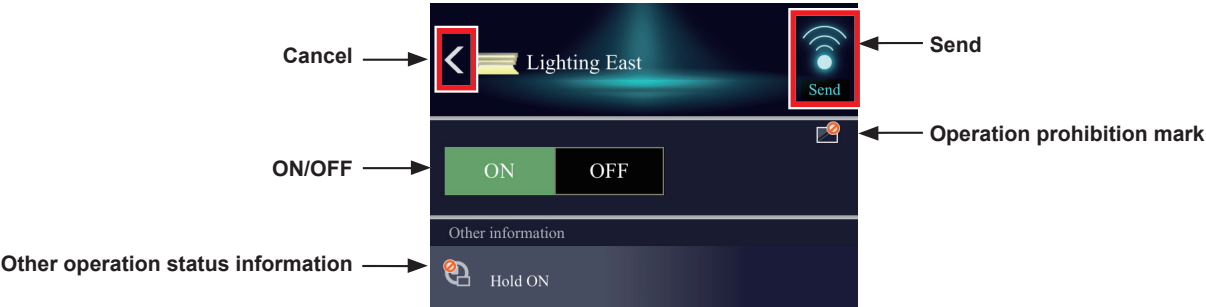 Cancel
Lighting East
Send
Send
Operation prohibition mark
ON/OFF
ON
OFF
Other information
Other operation status information
Hold ON